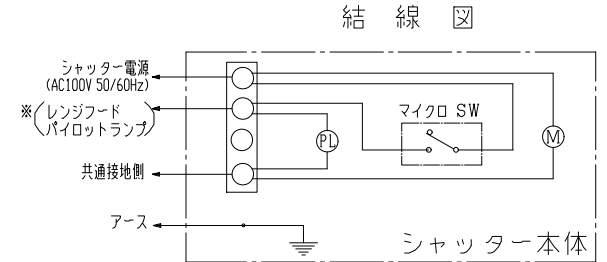 結線図
シャッター電源
(AC100V 50/60Hz)
※(レンジフード
パイロットランプ)
共通接地側
アース
PL
マイクロ SW
M
シャッター本体